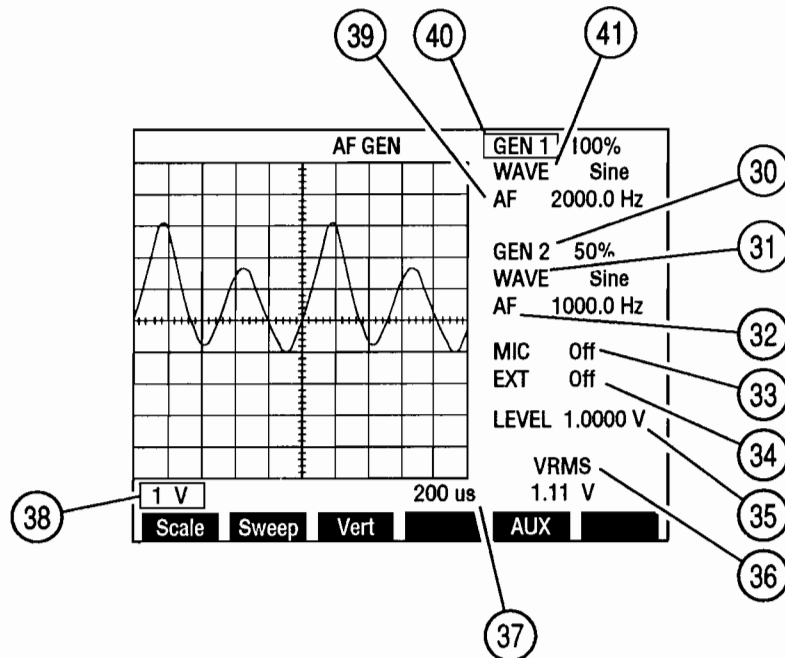 39 40 41
AF GEN GEN 1 100%
WAVE Sine
AF 2000.0 Hz
30
GEN 2 50%
31
WAVE Sine
AF 1000.0 Hz
32
MIC Off
33
EXT Off
34
LEVEL 1.0000 V
35
VRMS
38 1 V 200 us 1.11 V
Scale Sweep Vert AUX
36
37